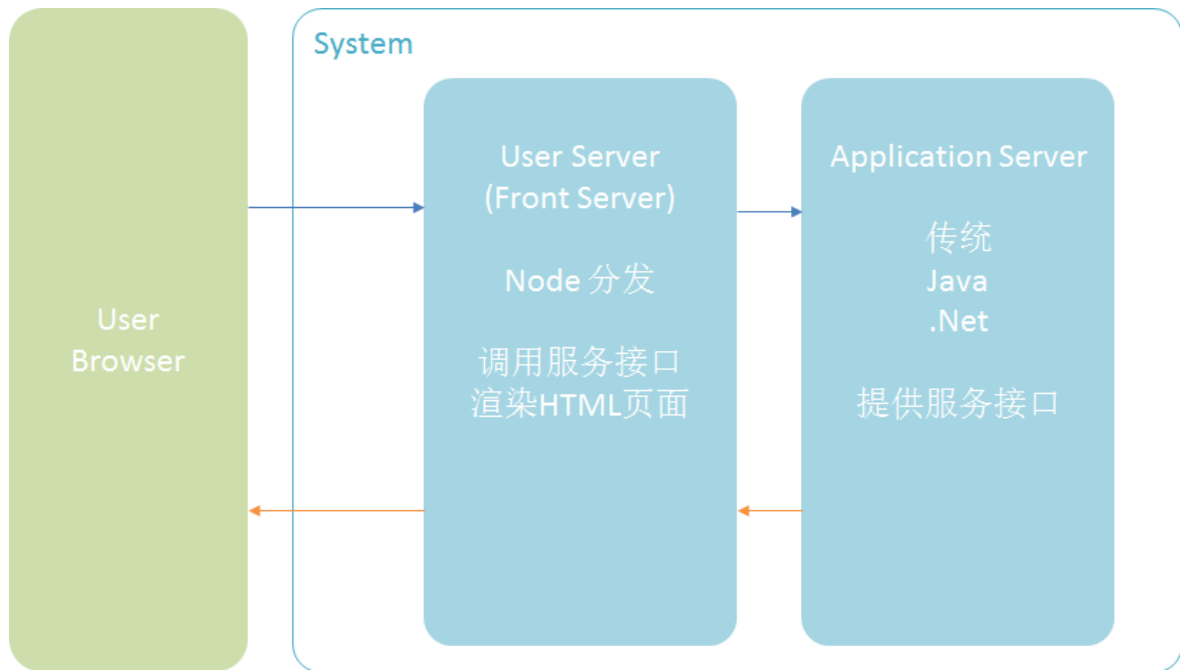 System
User
Browser
User Server
(Front Server)
Node 分发
调用服务接口
渲染HTML页面
Application Server
传统
Java
.Net
提供服务接口